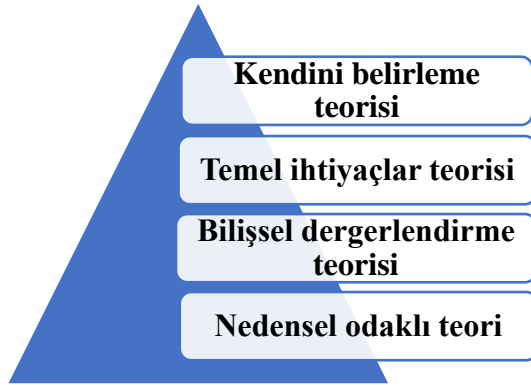 Kendini belirleme
teorisi
Temel ihtiyaçlar teorisi
Bilişsel dergerlendirme
teorisi
Nedensel odaklı teori